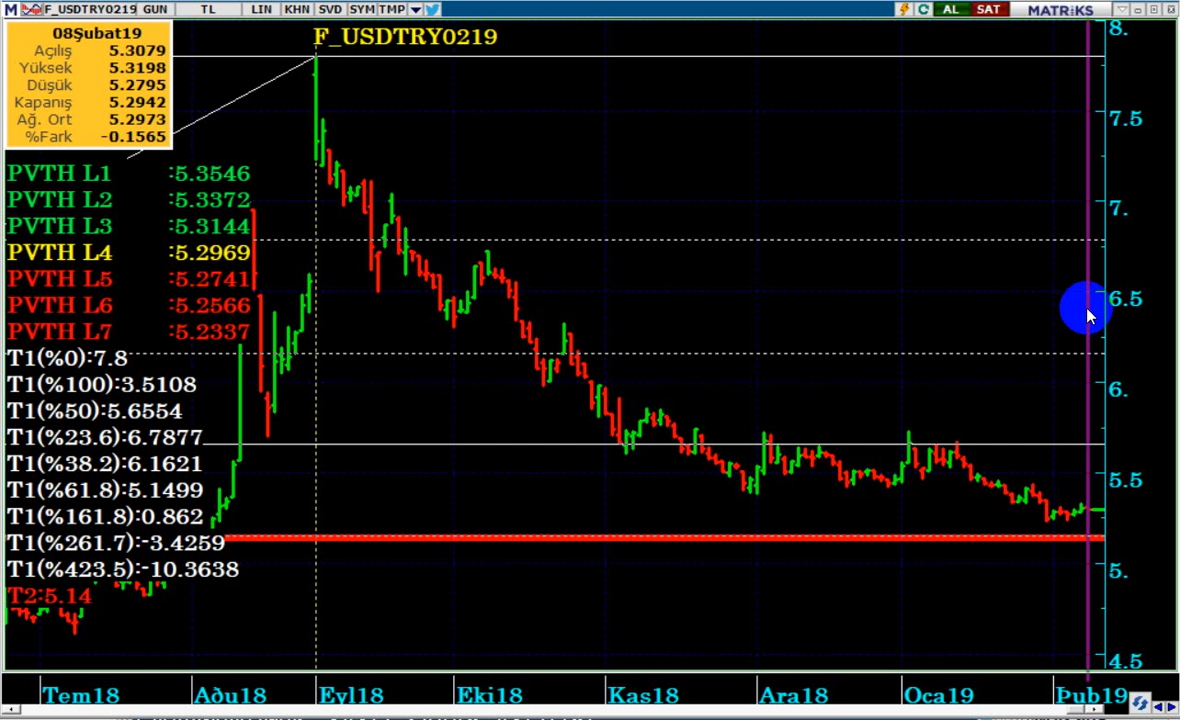 F_USDTRY0219 GUN TL LIN KHN SVD SYM TMP AL SAT MATRİKS
F_USDTRY0219
08Şubat19
Açılış 5.3079
Yüksek 5.3198
Düşük 5.2795
Kapanış 5.2942
Ağ. Ort 5.2973
%Fark -0.1565
PVTH L1 :5.3546
PVTH L2 :5.3372
PVTH L3 :5.3144
PVTH L4 :5.2969
PVTH L5 :5.2741
PVTH L6 :5.2566
PVTH L7 :5.2337
T1(%0):7.8
T1(%100):3.5108
T1(%50):5.6554
T1(%23.6):6.7877
T1(%38.2):6.1621
T1(%61.8):5.1499
T1(%161.8):0.862
T1(%261.7):-3.4259
T1(%423.5):-10.3638
T2:5.14
8.
7.5
7.
6.5
6.
5.5
5.
4.5
Tem18 Aðu18 Eyl18 Eki18 Kas18 Ara18 Oca19 Þub19